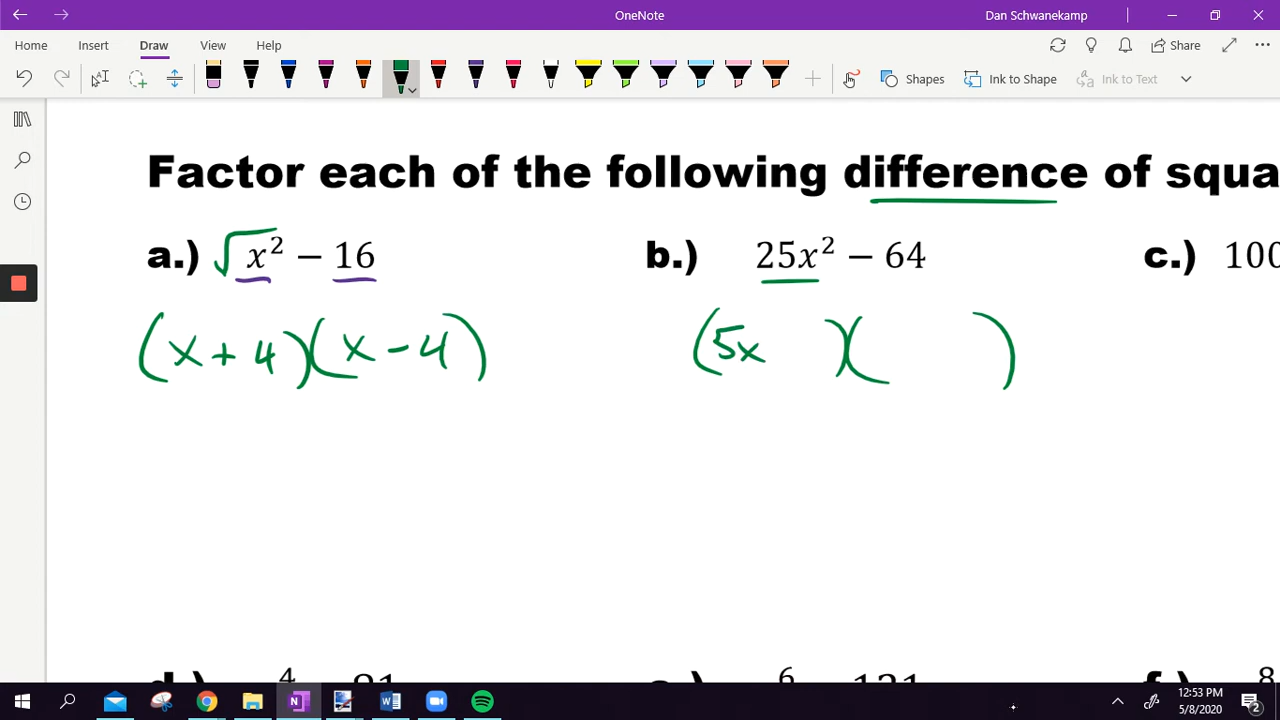 OneNote
Dan Schwanekamp
Home Insert Draw View Help
Share
Shapes Ink to Shape Ink to Text
Factor each of the following difference of squa
a.) √x² − 16 b.) 25x² − 64 c.) 100
(x + 4)(x − 4) (5x )( )
12:53 PM
5/8/2020
2